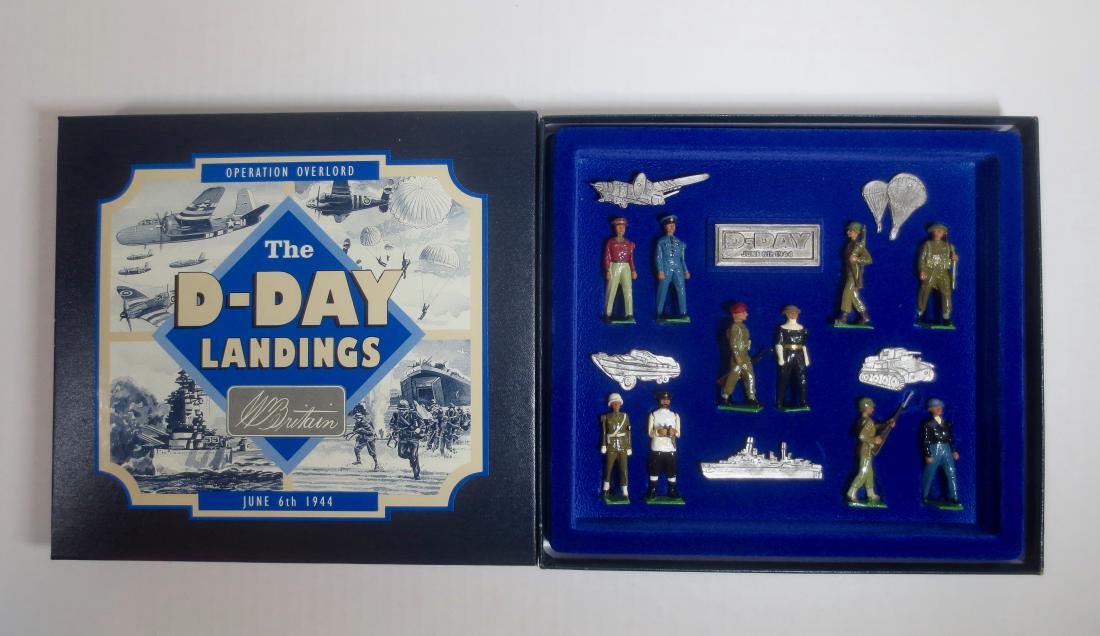 OPERATION OVERLORD
The
D-DAY
LANDINGS
W Britain
JUNE 6th 1944
D-DAY
JUNE 6th 1944